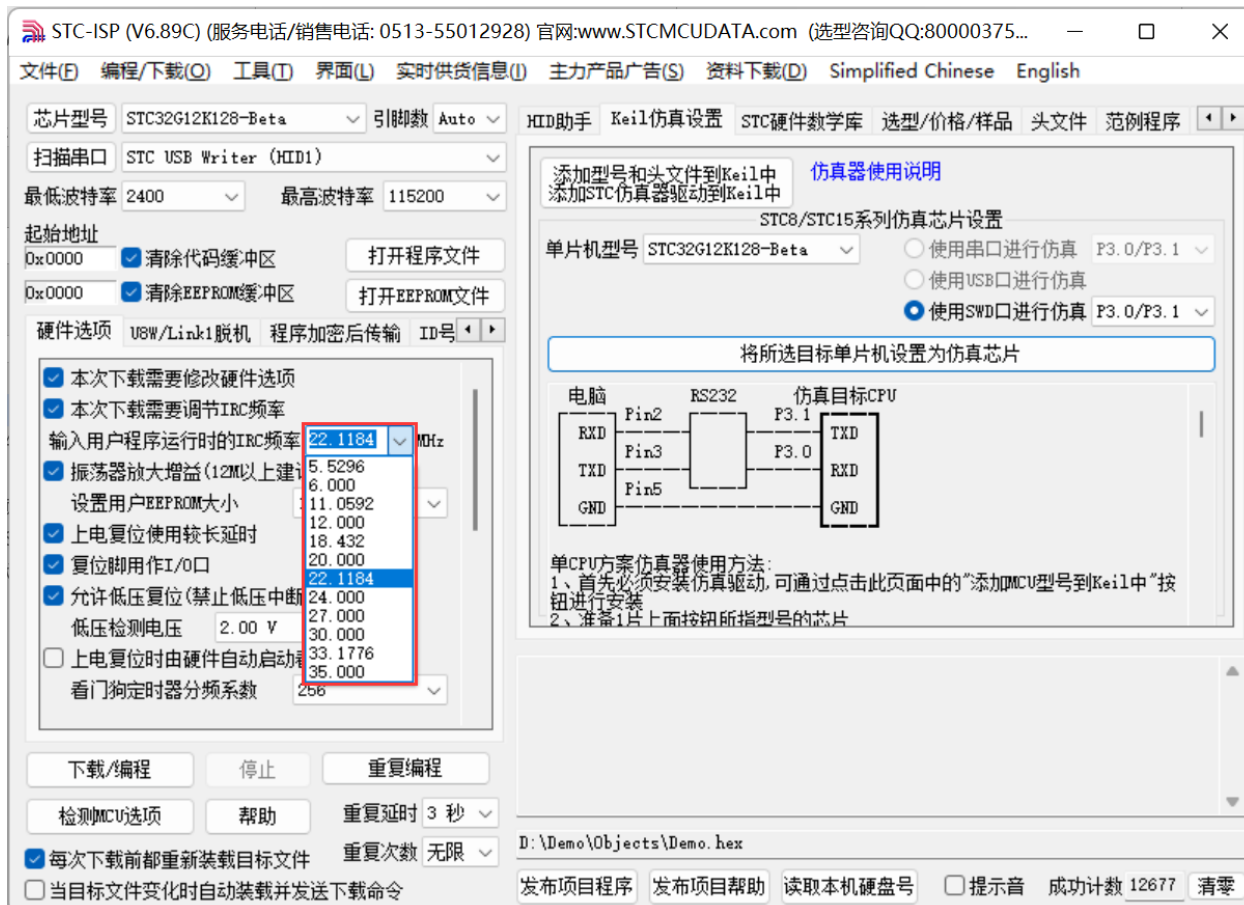 STC-ISP (V6.89C) (服务电话/销售电话: 0513-55012928) 官网:www.STCMCUDATA.com (选型咨询QQ:80000375...
文件(F) 编程/下载(O) 工具(T) 界面(L) 实时供货信息(I) 主力产品广告(S) 资料下载(D) Simplified Chinese English
芯片型号 STC32G12K128-Beta 引脚数 Auto
扫描串口 STC USB Writer (HID1)
最低波特率 2400 最高波特率 115200
起始地址
0x0000 清除代码缓冲区 打开程序文件
0x0000 清除EEPROM缓冲区 打开EEPROM文件
硬件选项 U8W/Link1脱机 程序加密后传输 ID号
本次下载需要修改硬件选项
本次下载需要调节IRC频率
输入用户程序运行时的IRC频率 22.1184 MHz
振荡器放大增益(12M以上建
设置用户EEPROM大小
上电复位使用较长延时
复位脚用作I/O口
允许低压复位(禁止低压中断
低压检测电压 2.00 V
上电复位时由硬件自动启动
看门狗定时器分频系数 256
5.5296
6.000
11.0592
12.000
18.432
20.000
22.1184
24.000
27.000
30.000
33.1776
35.000
下载/编程 停止 重复编程
检测MCU选项 帮助 重复延时 3 秒
每次下载前都重新装载目标文件 重复次数 无限
当目标文件变化时自动装载并发送下载命令
HID助手 Keil仿真设置 STC硬件数学库 选型/价格/样品 头文件 范例程序
添加型号和头文件到Keil中
添加STC仿真器驱动到Keil中
仿真器使用说明
STC8/STC15系列仿真芯片设置
单片机型号 STC32G12K128-Beta 使用串口进行仿真 P3.0/P3.1
使用USB口进行仿真
使用SWD口进行仿真 P3.0/P3.1
将所选目标单片机设置为仿真芯片
电脑 RS232 仿真目标CPU
Pin2 P3.1
RXD TXD
Pin3 P3.0
TXD RXD
Pin5
GND GND
单CPU方案仿真器使用方法:
1、首先必须安装仿真驱动,可通过点击此页面中的"添加MCU型号到Keil中"按
钮进行安装
2、准备1片上面按钮所指型号的芯片
D:\Demo\Objects\Demo.hex
发布项目程序 发布项目帮助 读取本机硬盘号 提示音 成功计数 12677 清零